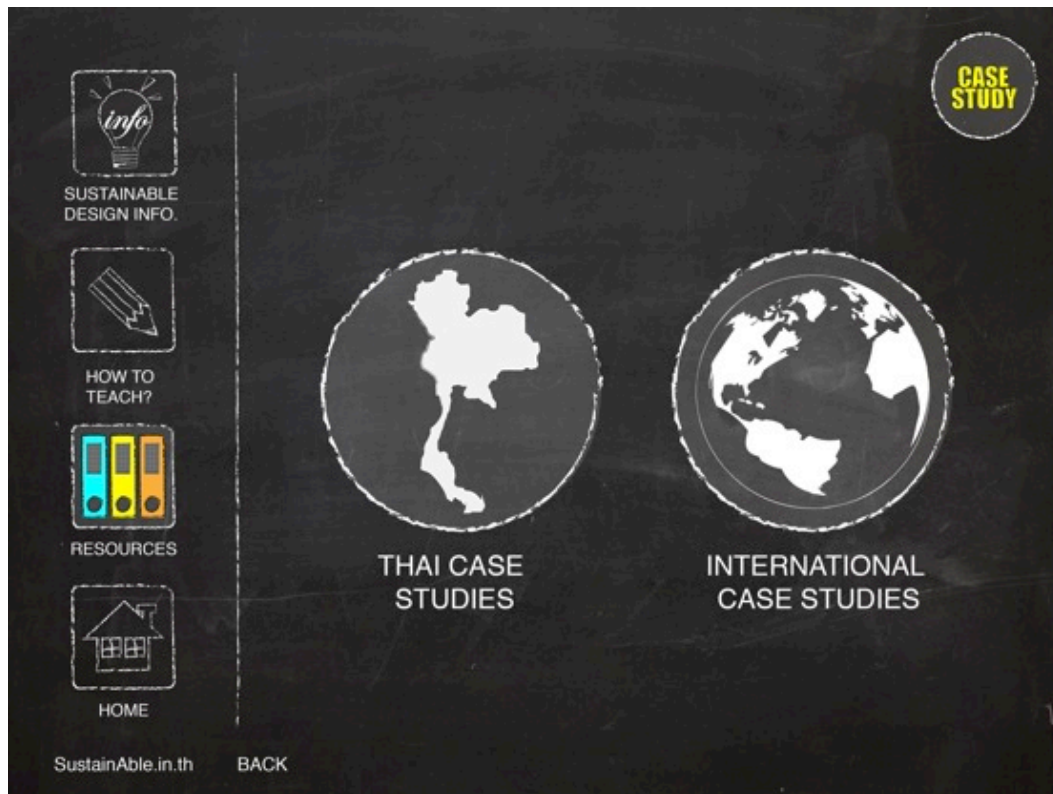 CASE
STUDY
info
SUSTAINABLE
DESIGN INFO.
HOW TO
TEACH?
RESOURCES
HOME
THAI CASE
STUDIES
INTERNATIONAL
CASE STUDIES
SustainAble.in.th
BACK